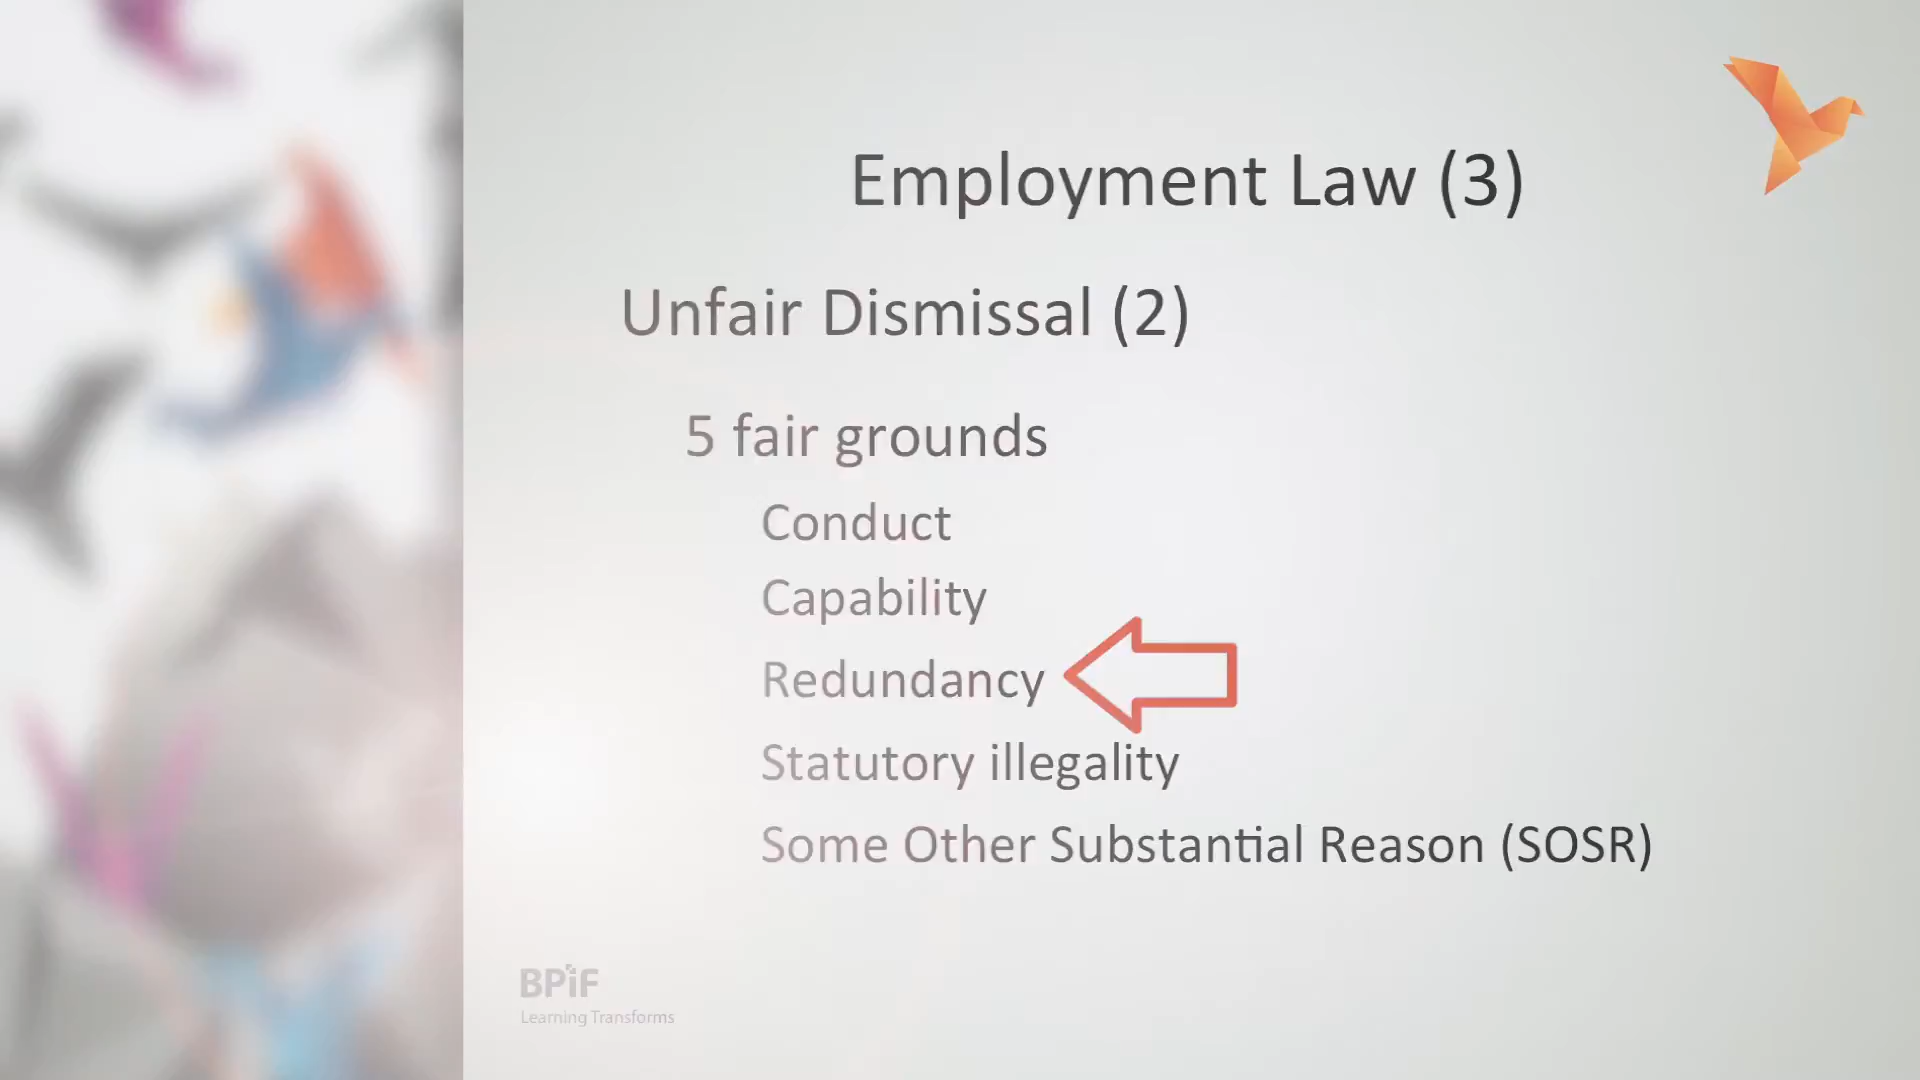 Employment Law (3)
Unfair Dismissal (2)
5 fair grounds
Conduct
Capability
Redundancy
Statutory illegality
Some Other Substantial Reason (SOSR)
BPiF
Learning Transforms